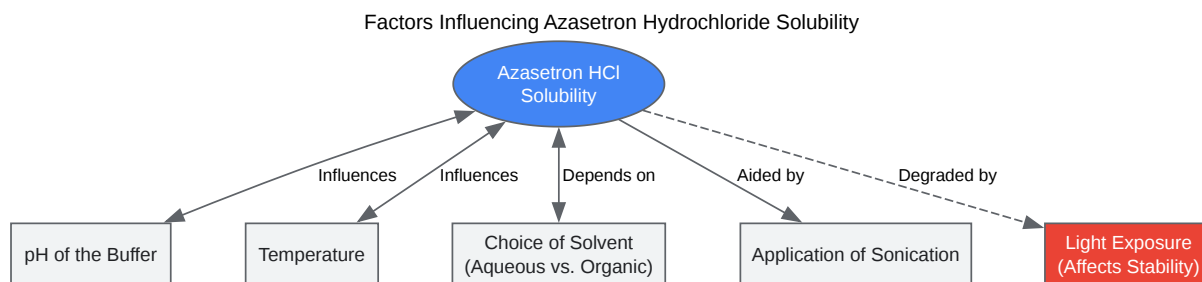 Factors Influencing Azasetron Hydrochloride Solubility
Azasetron HCl
Solubility
Influences
Influences
Depends on
Aided by
Degraded by
pH of the Buffer
Temperature
Choice of Solvent
(Aqueous vs. Organic)
Application of Sonication
Light Exposure
(Affects Stability)